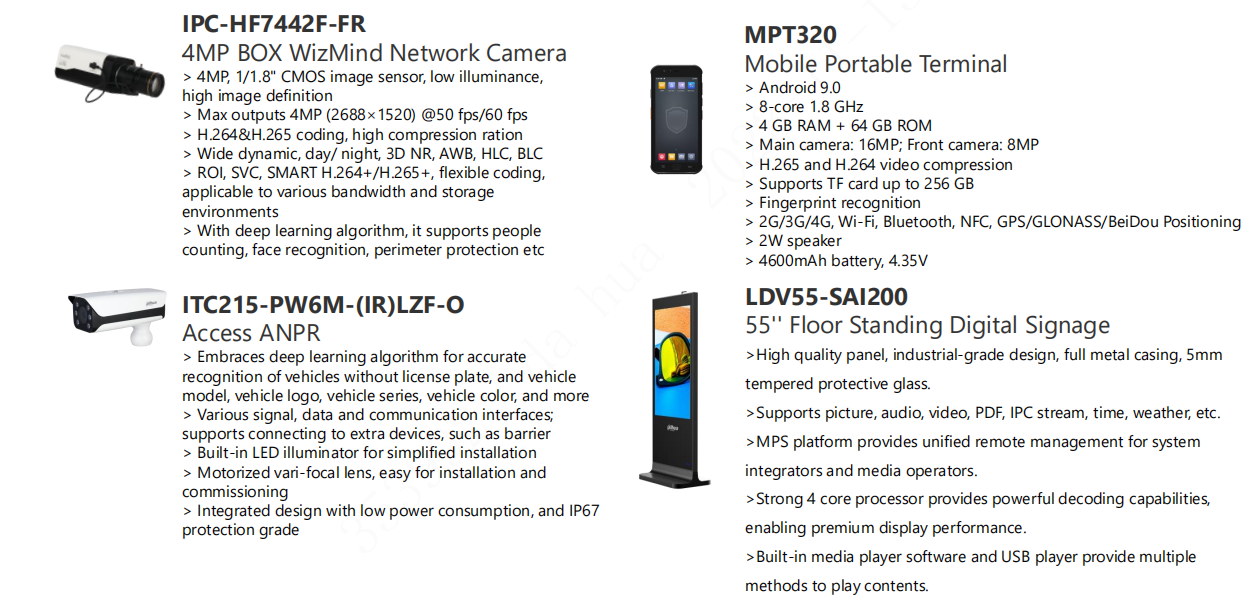 IPC-HF7442F-FR
4MP BOX WizMind Network Camera
> 4MP, 1/1.8" CMOS image sensor, low illuminance,
high image definition
> Max outputs 4MP (2688×1520) @50 fps/60 fps
> H.264&H.265 coding, high compression ration
> Wide dynamic, day/ night, 3D NR, AWB, HLC, BLC
> ROI, SVC, SMART H.264+/H.265+, flexible coding,
applicable to various bandwidth and storage
environments
> With deep learning algorithm, it supports people
counting, face recognition, perimeter protection etc
ITC215-PW6M-(IR)LZF-O
Access ANPR
> Embraces deep learning algorithm for accurate
recognition of vehicles without license plate, and vehicle
model, vehicle logo, vehicle series, vehicle color, and more
> Various signal, data and communication interfaces;
supports connecting to extra devices, such as barrier
> Built-in LED illuminator for simplified installation
> Motorized vari-focal lens, easy for installation and
commissioning
> Integrated design with low power consumption, and IP67
protection grade
MPT320
Mobile Portable Terminal
> Android 9.0
> 8-core 1.8 GHz
> 4 GB RAM + 64 GB ROM
> Main camera: 16MP; Front camera: 8MP
> H.265 and H.264 video compression
> Supports TF card up to 256 GB
> Fingerprint recognition
> 2G/3G/4G, Wi-Fi, Bluetooth, NFC, GPS/GLONASS/BeiDou Positioning
> 2W speaker
> 4600mAh battery, 4.35V
LDV55-SAI200
55'' Floor Standing Digital Signage
>High quality panel, industrial-grade design, full metal casing, 5mm
tempered protective glass.
>Supports picture, audio, video, PDF, IPC stream, time, weather, etc.
>MPS platform provides unified remote management for system
integrators and media operators.
>Strong 4 core processor provides powerful decoding capabilities,
enabling premium display performance.
>Built-in media player software and USB player provide multiple
methods to play contents.